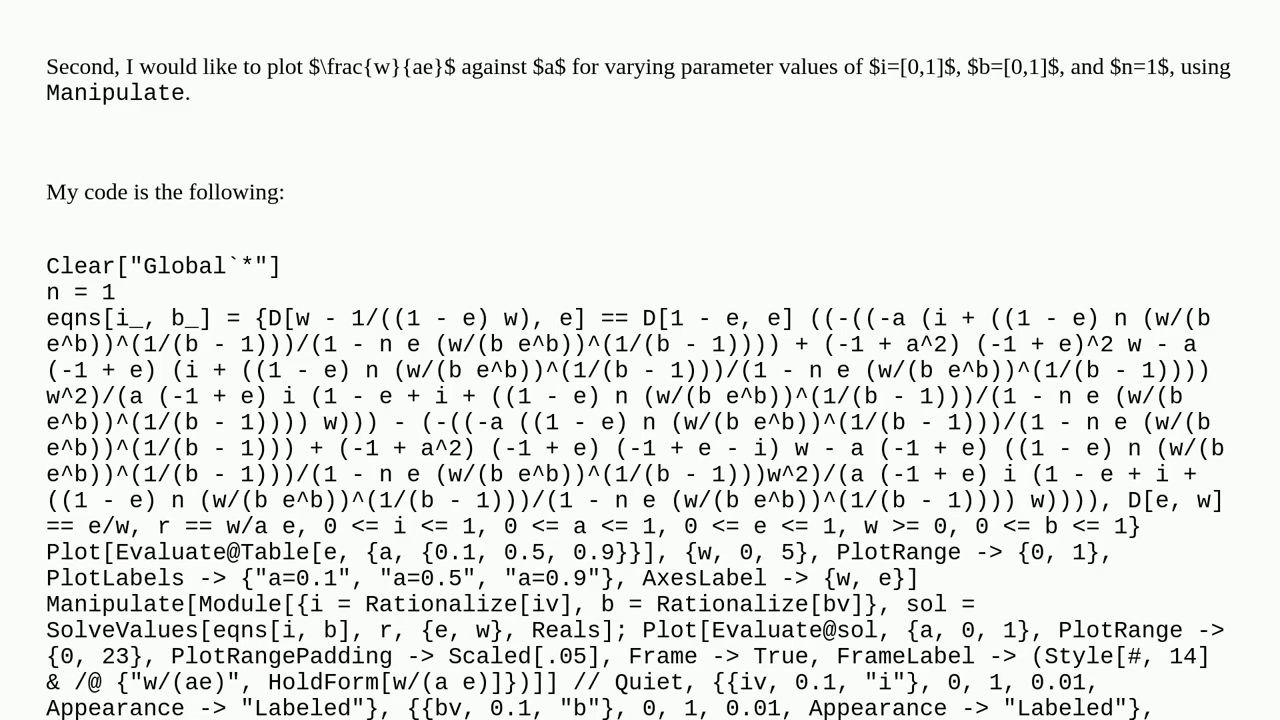 Second, I would like to plot $\frac{w}{ae}$ against $a$ for varying parameter values of $i=[0,1]$, $b=[0,1]$, and $n=1$, using
Manipulate.
My code is the following:
Clear["Global`*"]
n = 1
eqns[i_, b_] = {D[w - 1/((1 - e) w), e] == D[1 - e, e] ((-((-a (i + ((1 - e) n (w/(b
e^b))^(1/(b - 1)))/(1 - n e (w/(b e^b))^(1/(b - 1)))) + (-1 + a^2) (-1 + e)^2 w - a
(-1 + e) (i + ((1 - e) n (w/(b e^b))^(1/(b - 1)))/(1 - n e (w/(b e^b))^(1/(b - 1))))
w^2)/(a (-1 + e) i (1 - e + i + ((1 - e) n (w/(b e^b))^(1/(b - 1)))/(1 - n e (w/(b
e^b))^(1/(b - 1)))) w))) - (-((-a ((1 - e) n (w/(b e^b))^(1/(b - 1)))/(1 - n e (w/(b
e^b))^(1/(b - 1))) + (-1 + a^2) (-1 + e) (-1 + e - i) w - a (-1 + e) ((1 - e) n (w/(b
e^b))^(1/(b - 1)))/(1 - n e (w/(b e^b))^(1/(b - 1)))w^2)/(a (-1 + e) i (1 - e + i +
((1 - e) n (w/(b e^b))^(1/(b - 1)))/(1 - n e (w/(b e^b))^(1/(b - 1)))) w)))), D[e, w]
== e/w, r == w/a e, 0 <= i <= 1, 0 <= a <= 1, 0 <= e <= 1, w >= 0, 0 <= b <= 1}
Plot[Evaluate@Table[e, {a, {0.1, 0.5, 0.9}}], {w, 0, 5}, PlotRange -> {0, 1},
PlotLabels -> {"a=0.1", "a=0.5", "a=0.9"}, AxesLabel -> {w, e}]
Manipulate[Module[{i = Rationalize[iv], b = Rationalize[bv]}, sol =
SolveValues[eqns[i, b], r, {e, w}, Reals]; Plot[Evaluate@sol, {a, 0, 1}, PlotRange ->
{0, 23}, PlotRangePadding -> Scaled[.05], Frame -> True, FrameLabel -> (Style[#, 14]
& /@ {"w/(ae)", HoldForm[w/(a e)]})]] // Quiet, {{iv, 0.1, "i"}, 0, 1, 0.01,
Appearance -> "Labeled"}, {{bv, 0.1, "b"}, 0, 1, 0.01, Appearance -> "Labeled"},